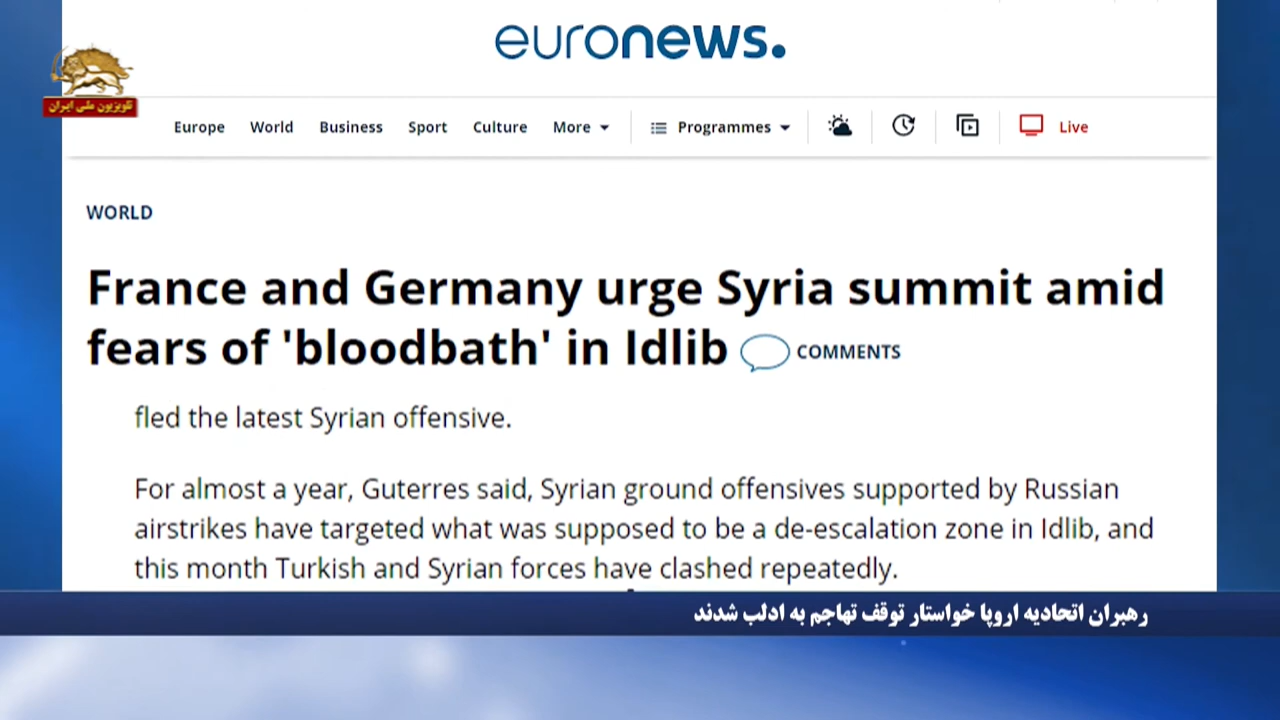 euronews.
تلویزیون ملی ایران
Europe World Business Sport Culture More Programmes Live
WORLD
France and Germany urge Syria summit amid
fears of 'bloodbath' in Idlib COMMENTS
fled the latest Syrian offensive.
For almost a year, Guterres said, Syrian ground offensives supported by Russian
airstrikes have targeted what was supposed to be a de-escalation zone in Idlib, and
this month Turkish and Syrian forces have clashed repeatedly.
رهبران اتحادیه اروپا خواستار توقف تهاجم به ادلب شدند